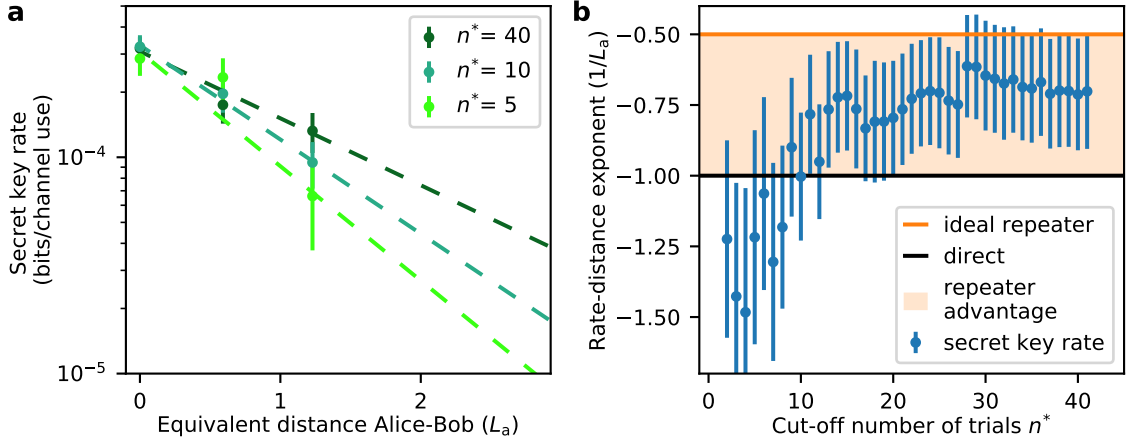 a
n* = 40
n* = 10
n* = 5
Secret key rate
(bits/channel use)
10⁻⁴
10⁻⁵
0 1 2
Equivalent distance Alice-Bob (Lₐ)
b
Rate-distance exponent (1/Lₐ)
−0.50
−0.75
−1.00
−1.25
−1.50
ideal repeater
direct
repeater
advantage
secret key rate
0 10 20 30 40
Cut-off number of trials n*